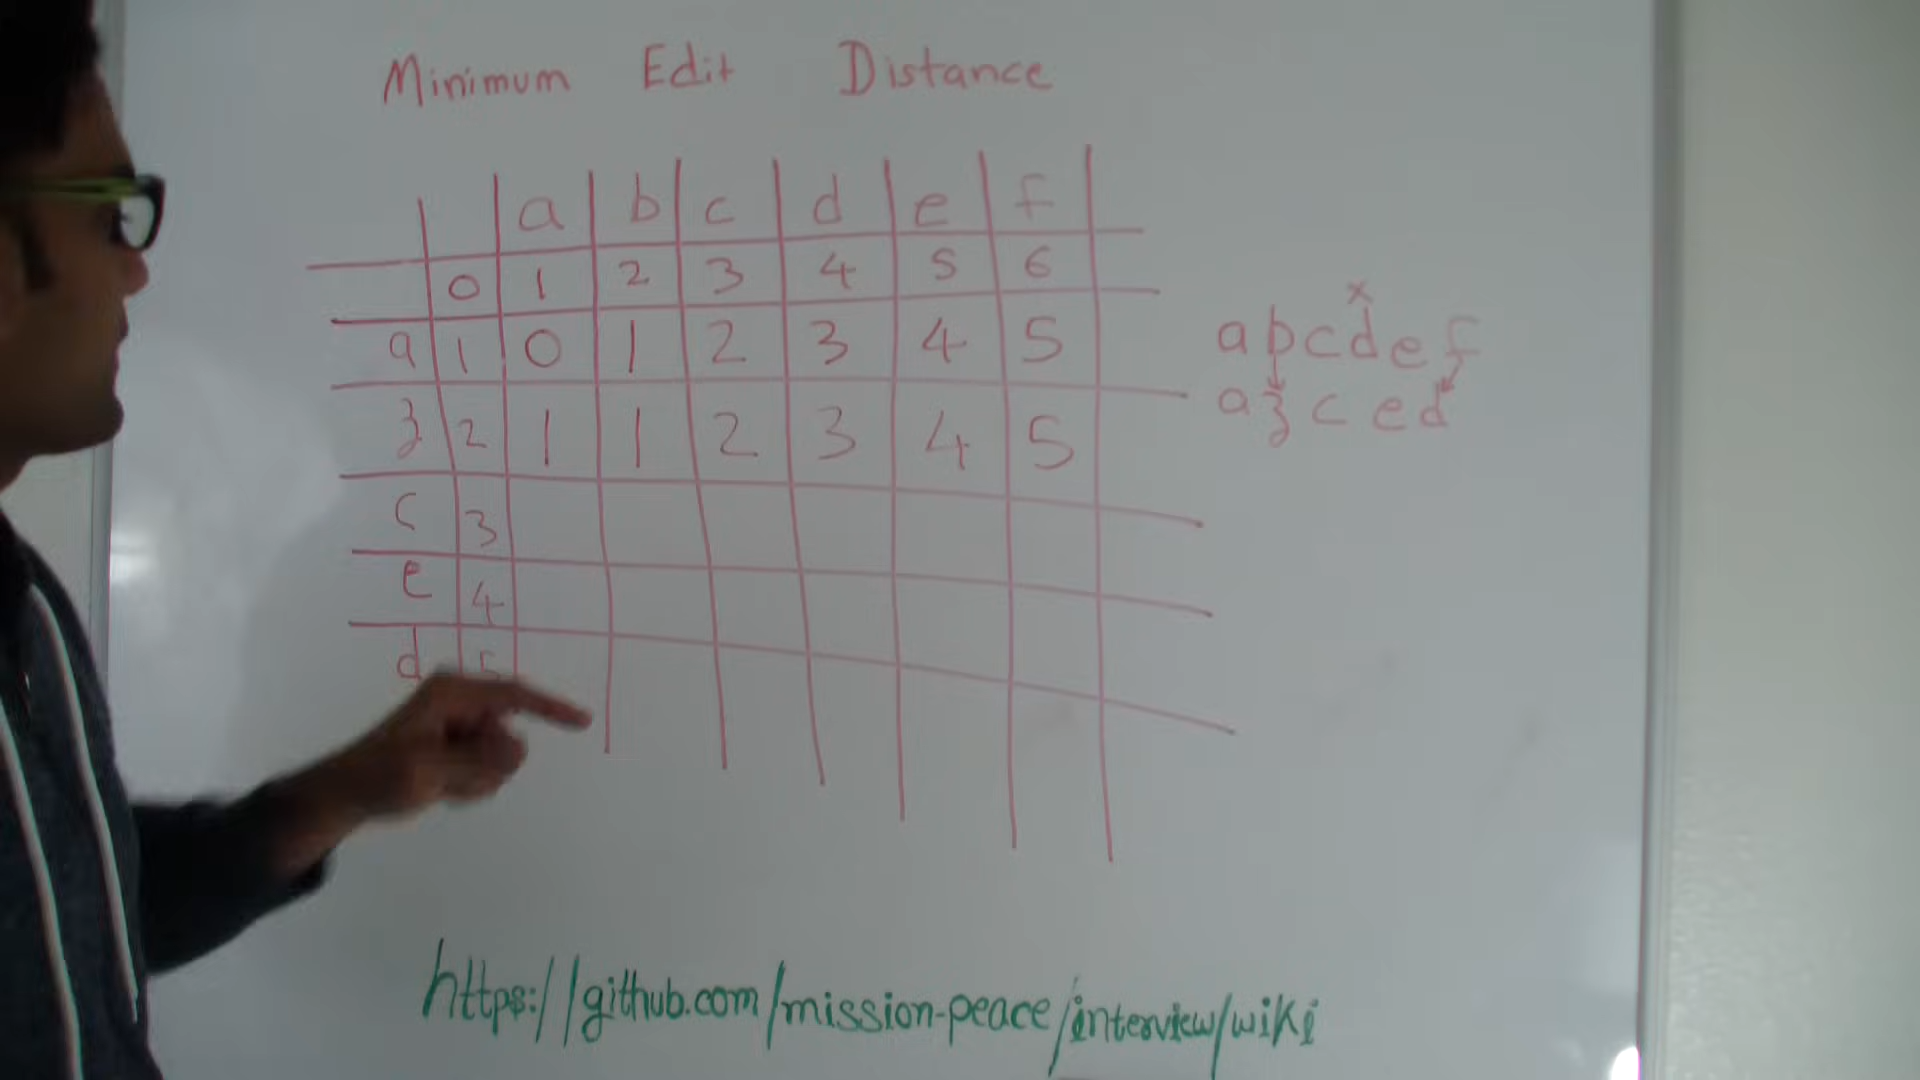 Minimum Edit Distance
a b c d e f
0 1 2 3 4 5 6
a 1 0 1 2 3 4 5
z 2 1 1 2 3 4 5
c 3
e 4
d 5
x
abcdef
azced
https://github.com/mission-peace/interview/wiki